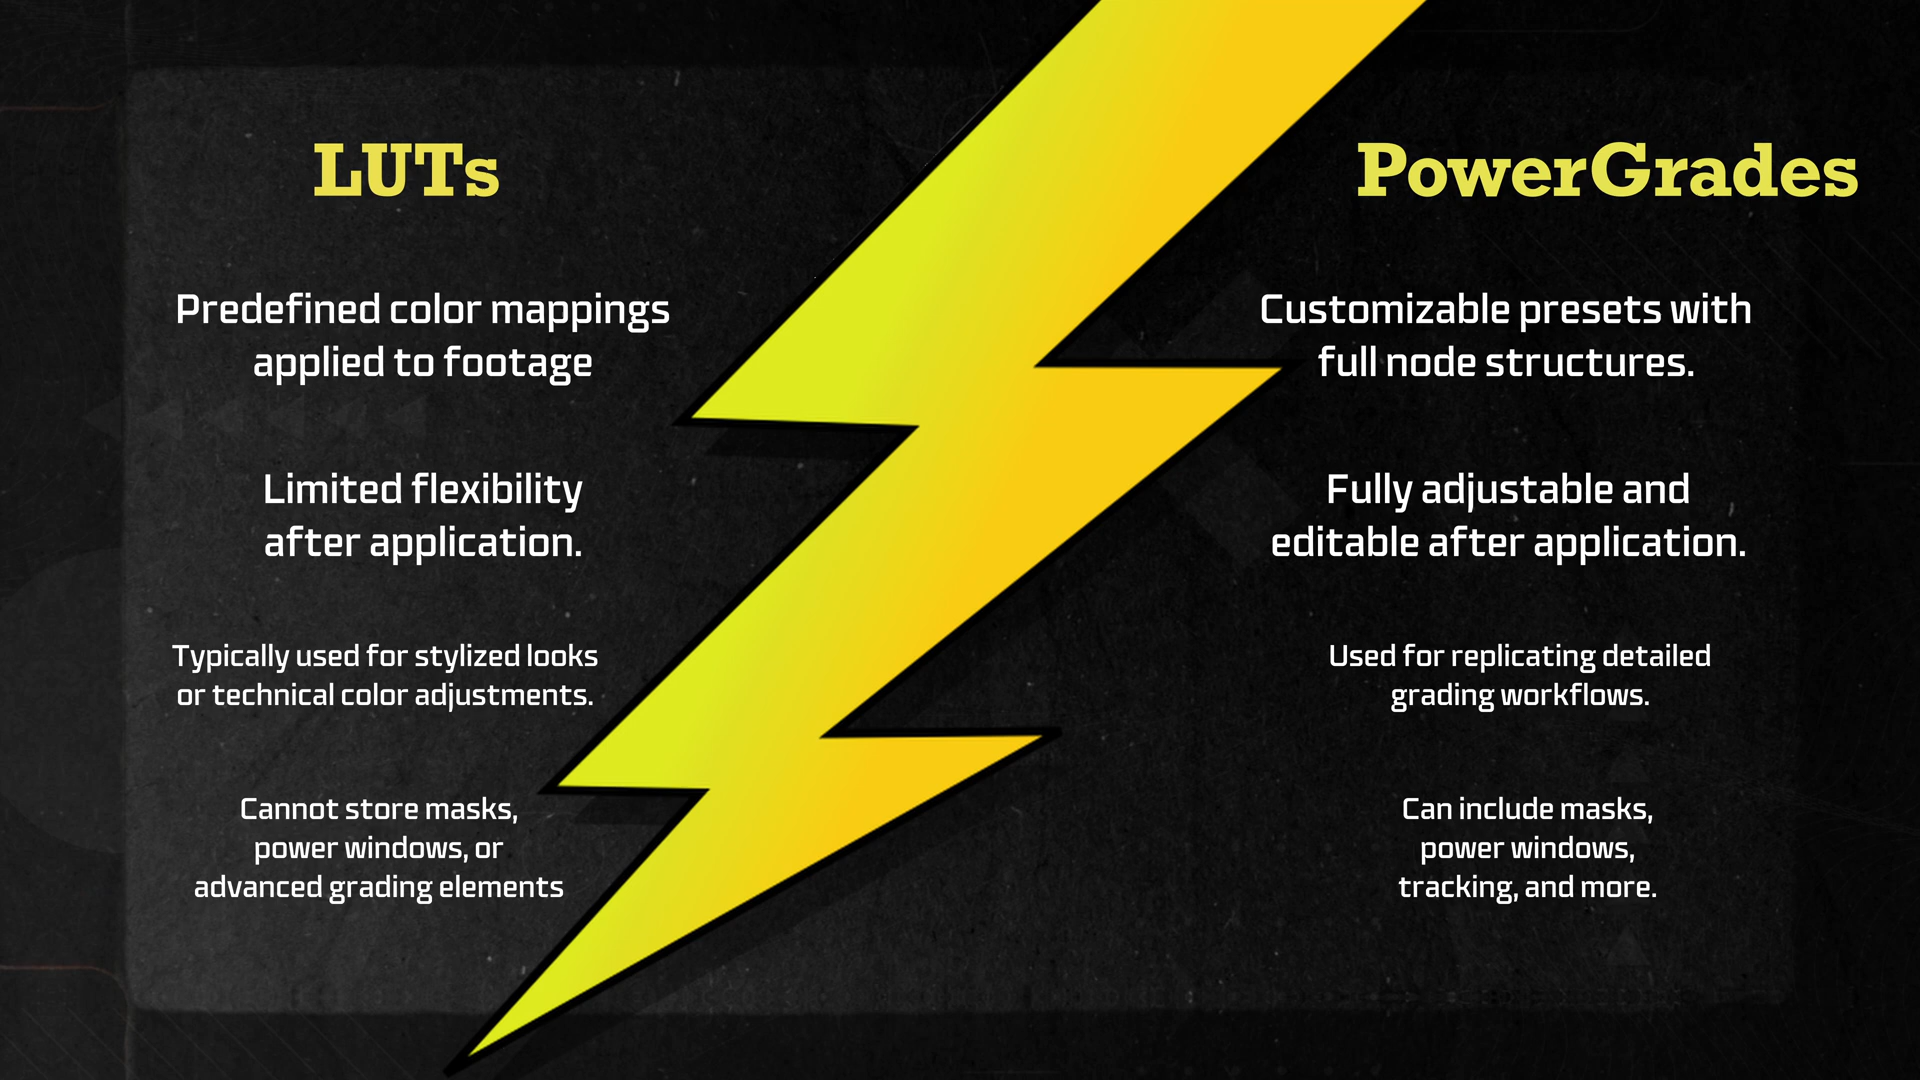 LUTs
Predefined color mappings
applied to footage
Limited flexibility
after application.
Typically used for stylized looks
or technical color adjustments.
Cannot store masks,
power windows, or
advanced grading elements
PowerGrades
Customizable presets with
full node structures.
Fully adjustable and
editable after application.
Used for replicating detailed
grading workflows.
Can include masks,
power windows,
tracking, and more.